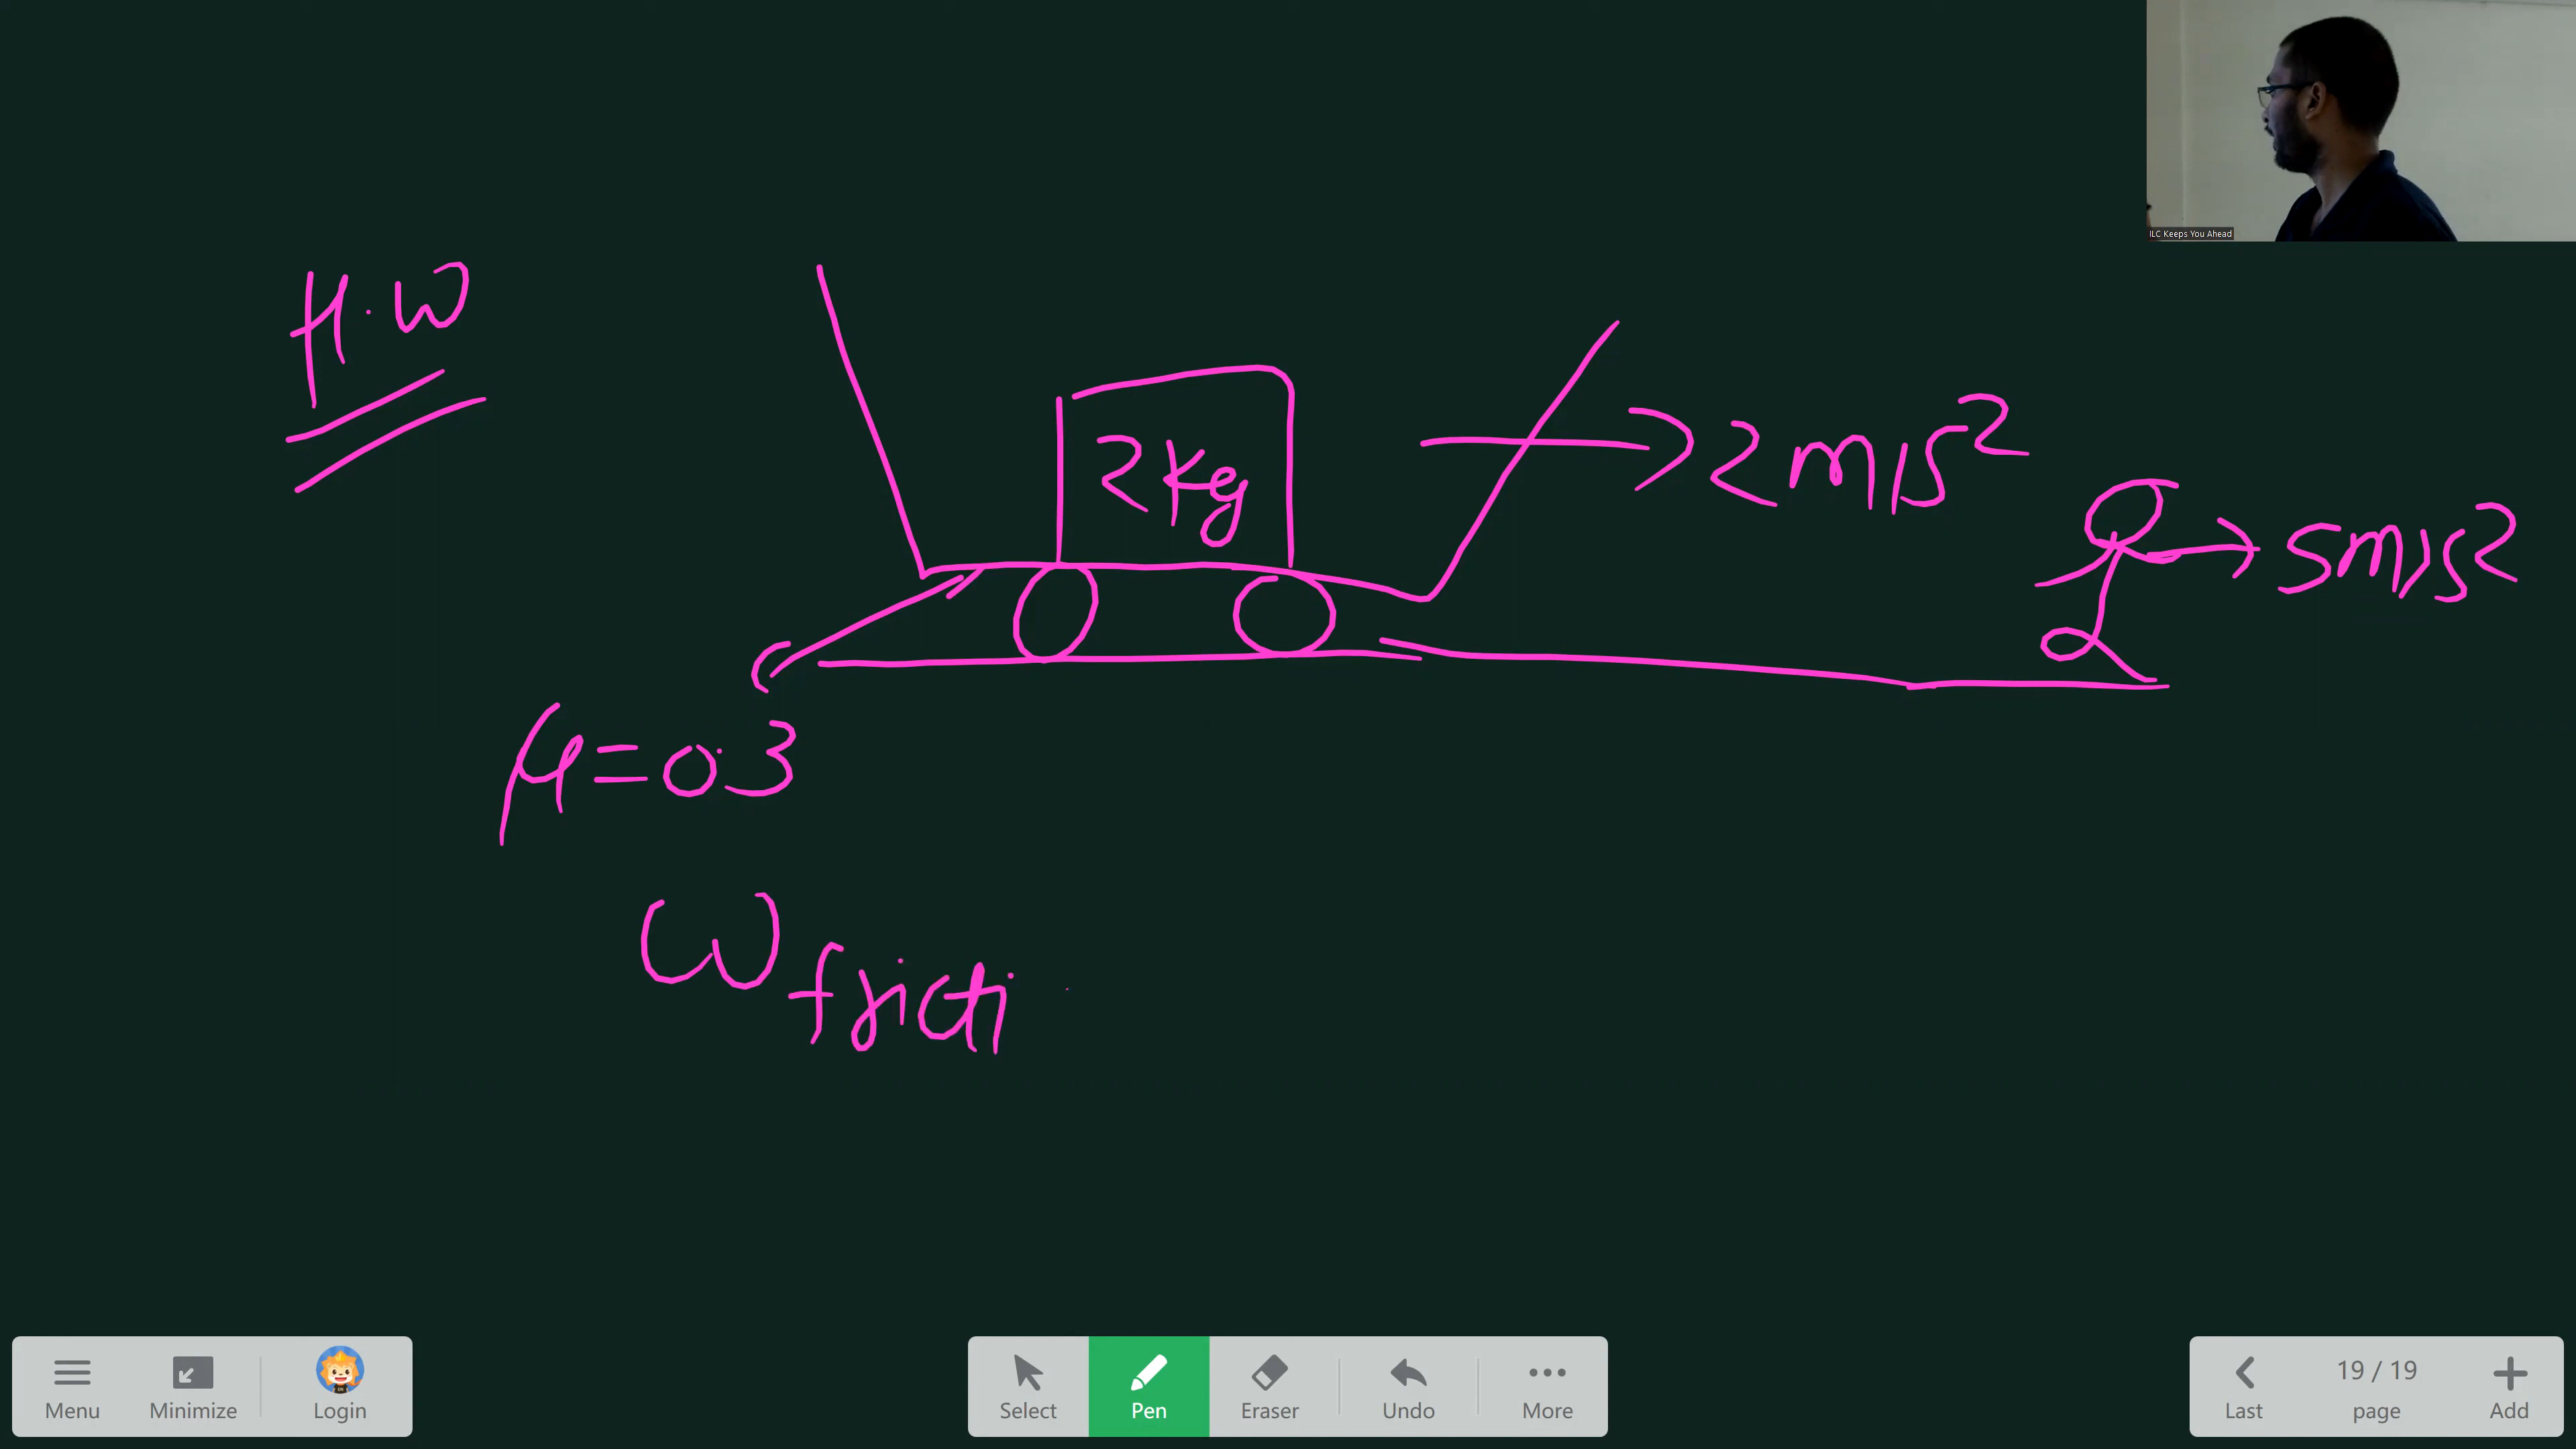 ILC Keeps You Ahead
H.W
2kg
2m/s²
5m/s²
μ=0.3
W fricti
Menu
Minimize
Login
Select
Pen
Eraser
Undo
More
Last
19 / 19
page
Add